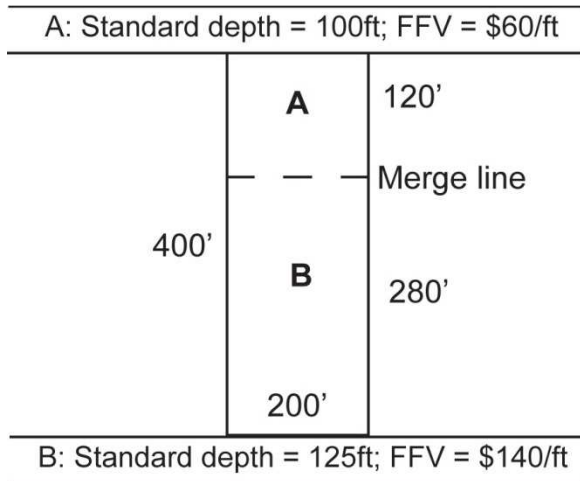 A: Standard depth = 100ft; FFV = $60/ft
A
120’
Merge line
400’
B
280’
200’
B: Standard depth = 125ft; FFV = $140/ft